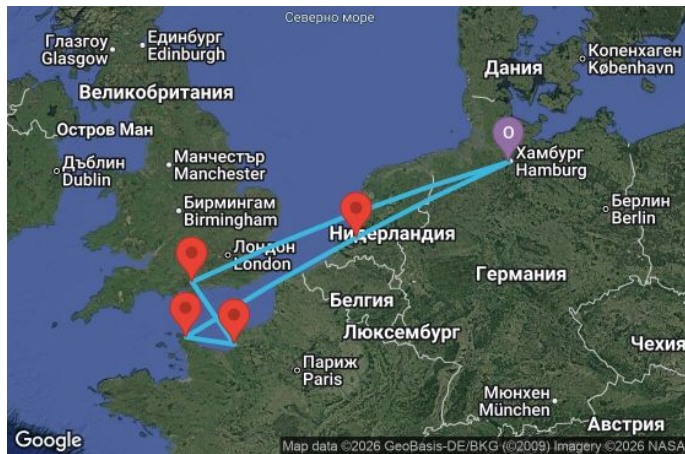 Северно море
Глазгоу
Glasgow
Единбург
Edinburgh
Копенхаген
København
Дания
Великобритания
Остров Ман
Дъблин
Dublin
Манчестър
Manchester
O
Хамбург
Hamburg
Бирмингам
Birmingham
Берлин
Berlin
Нидерландия
Лондон
London
Германия
Белгия
Люксембург
Чехия
Париж
Paris
Мюнхен
München
Австрия
Google
Map data ©2026 GeoBasis-DE/BKG (©2009) Imagery ©2026 NASA